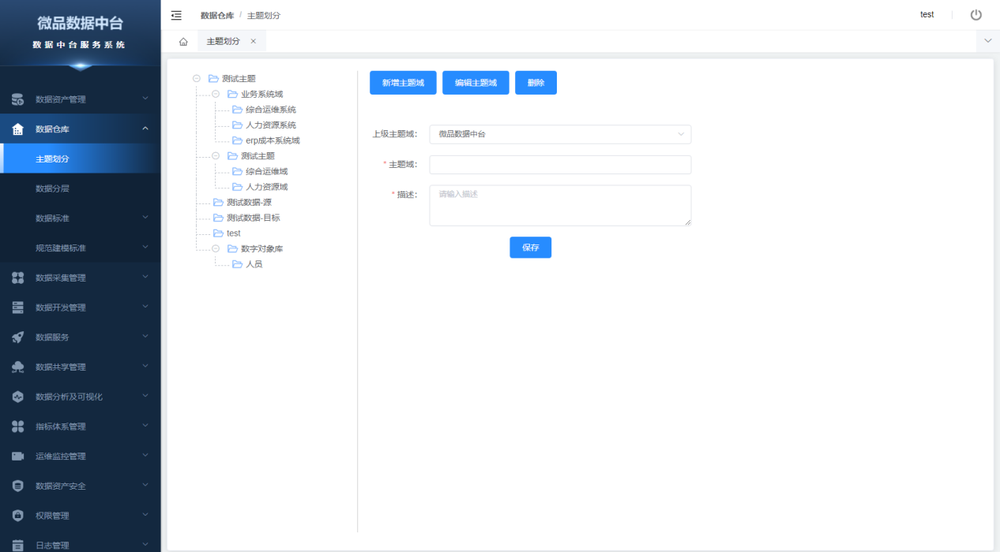 微品数据中台
数据中台服务系统
数据资产管理
数据仓库
主题划分
数据分层
数据标准
规范建模标准
数据采集管理
数据开发管理
数据服务
数据共享管理
数据分析及可视化
指标体系管理
运维监控管理
数据资产安全
权限管理
日志管理
数据仓库 / 主题划分
test
主题划分 ×
测试主题
业务系统域
综合运维系统
人力资源系统
erp成本系统域
测试主题
综合运维域
人力资源域
测试数据-源
测试数据-目标
test
数字对象库
人员
新增主题域 编辑主题域 删除
上级主题域： 微品数据中台
* 主题域：
* 描述： 请输入描述
保存